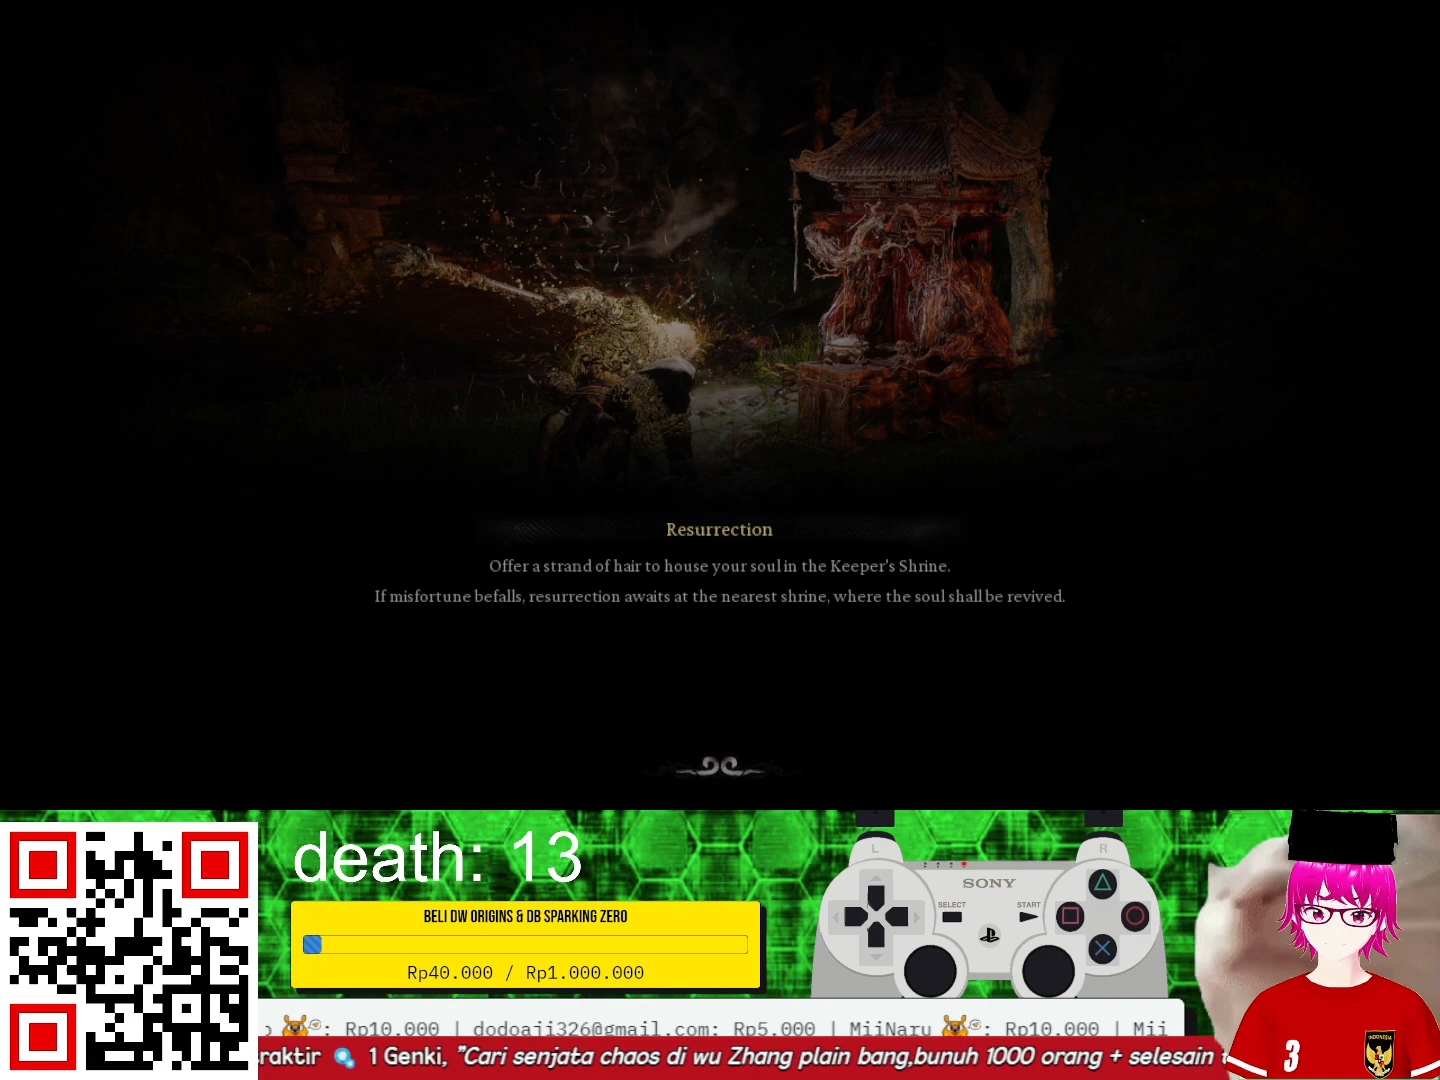 Resurrection
Offer a strand of hair to house your soul in the Keeper's Shrine.
If misfortune befalls, resurrection awaits at the nearest shrine, where the soul shall be revived.
death: 13
BELI DW ORIGINS & DB SPARKING ZERO
Rp40.000 / Rp1.000.000
L
R
SONY
SELECT
START
: Rp10.000 | dodoaji326@gmail.com: Rp5.000 | MiiNaru : Rp10.000 | Mii
raktir 1 Genki, "Cari senjata chaos di wu Zhang plain bang,bunuh 1000 orang + selesain
3
INDONESIA